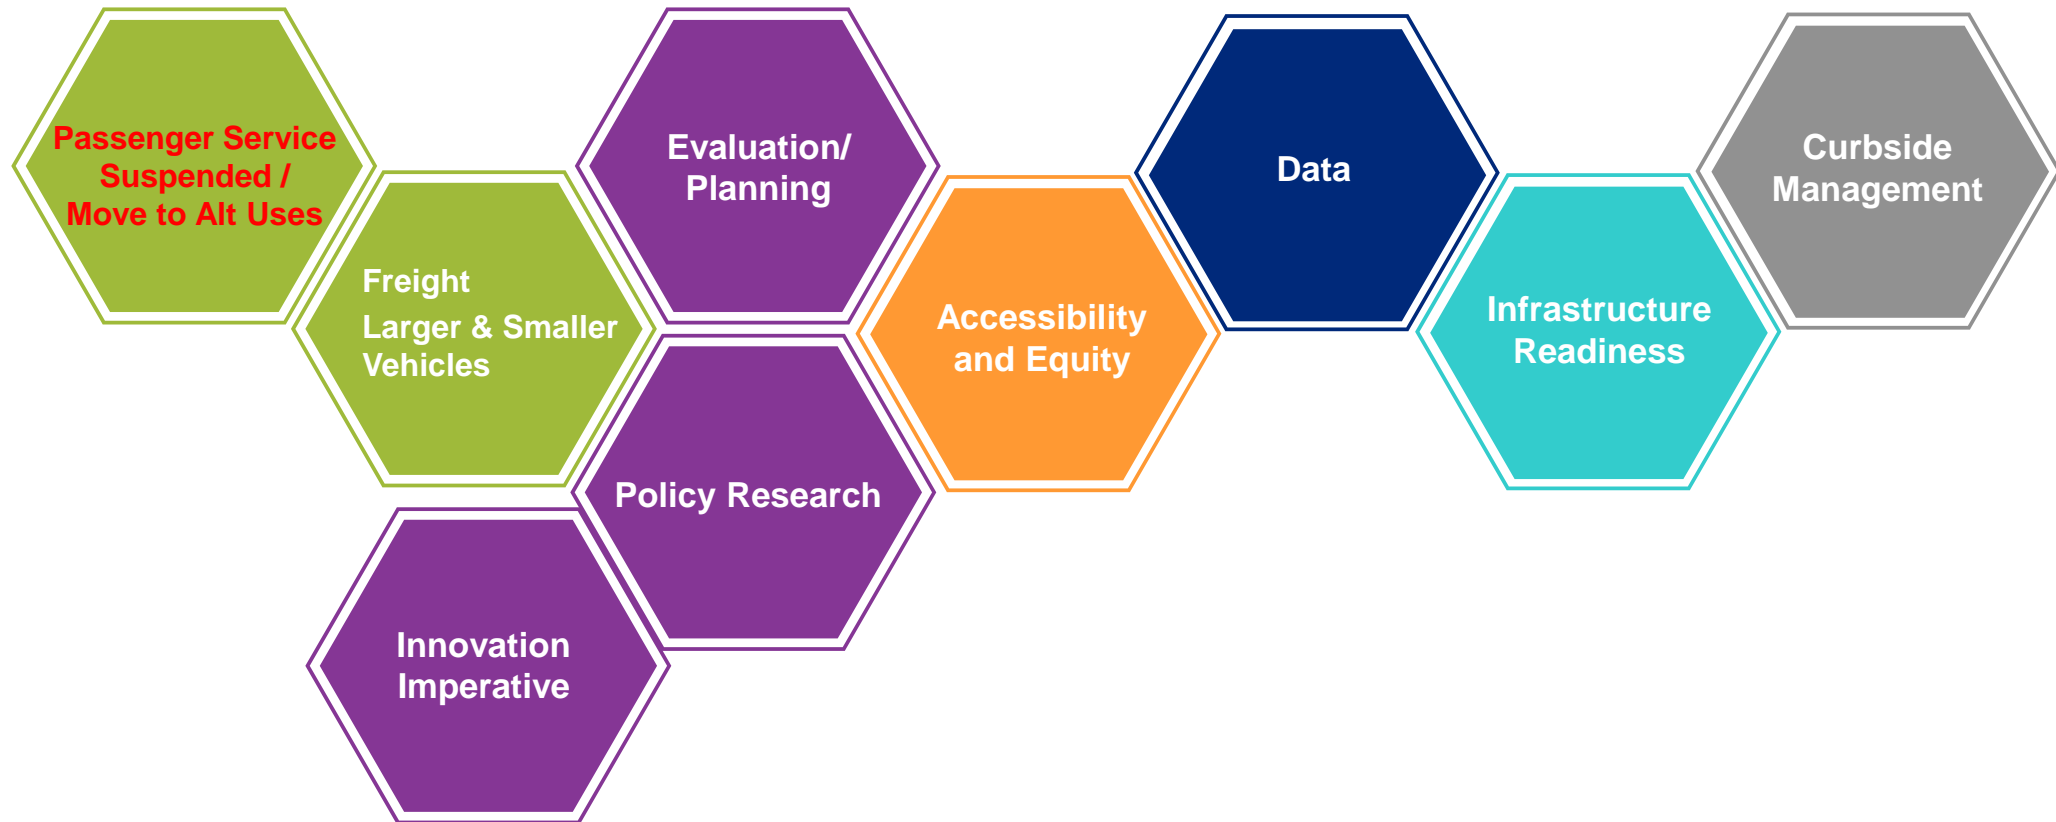 Passenger Service
Suspended /
Move to Alt Uses
Freight
Larger & Smaller
Vehicles
Evaluation/
Planning
Policy Research
Innovation
Imperative
Accessibility
and Equity
Data
Infrastructure
Readiness
Curbside
Management